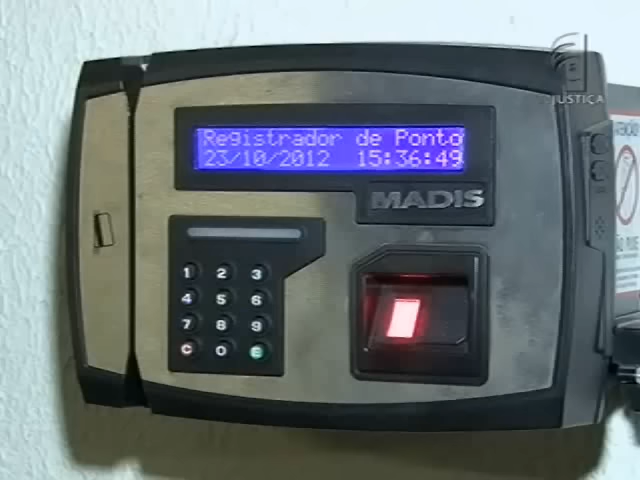 JUSTIÇA
Registrador de Ponto
23/10/2012 15:36:49
MADIS
1 2 3
4 5 6
7 8 9
C 0 E